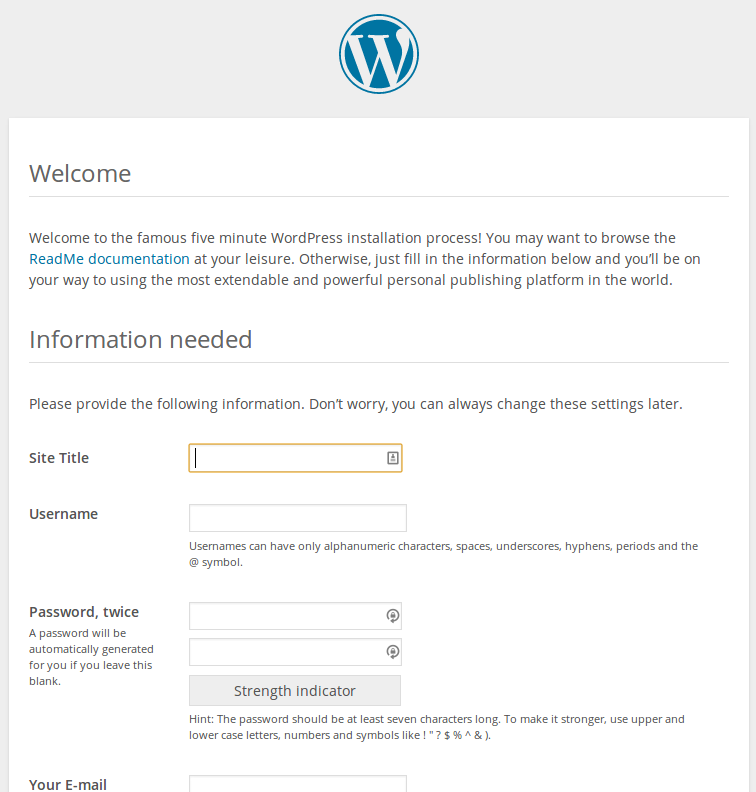 Welcome
Welcome to the famous five minute WordPress installation process! You may want to browse the
ReadMe documentation at your leisure. Otherwise, just fill in the information below and you’ll be on
your way to using the most extendable and powerful personal publishing platform in the world.
Information needed
Please provide the following information. Don’t worry, you can always change these settings later.
Site Title
Username
Usernames can have only alphanumeric characters, spaces, underscores, hyphens, periods and the
@ symbol.
Password, twice
A password will be
automatically generated
for you if you leave this
blank.
Strength indicator
Hint: The password should be at least seven characters long. To make it stronger, use upper and
lower case letters, numbers and symbols like ! " ? $ % ^ & ).
Your E-mail